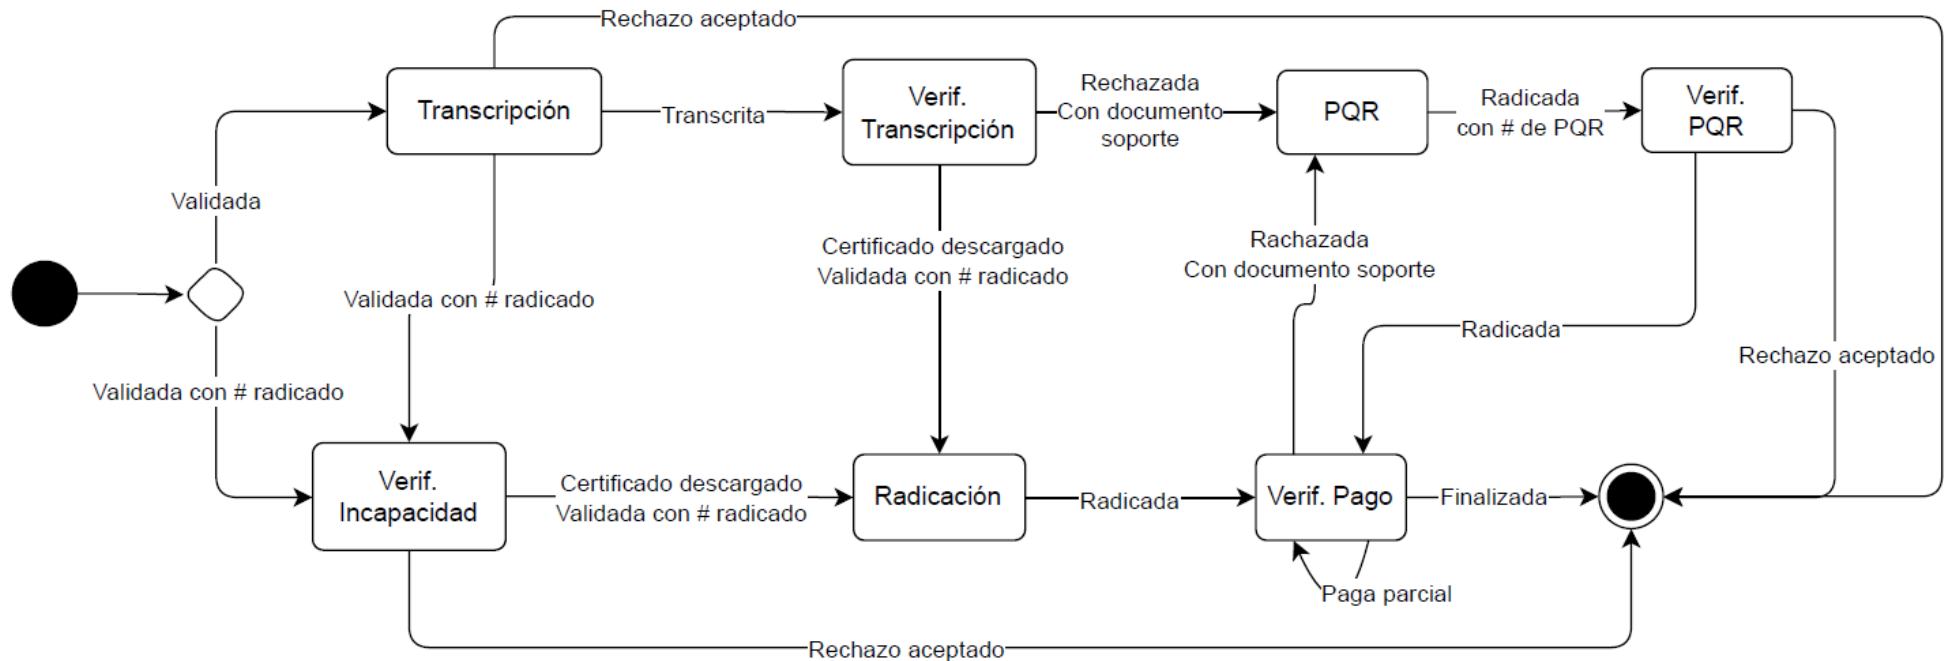 Rechazo aceptado
Transcripción
Transcrita
Verif.
Transcripción
Rechazada
Con documento
soporte
PQR
Radicada
con # de PQR
Verif.
PQR
Validada
Certificado descargado
Validada con # radicado
Rachazada
Con documento soporte
Validada con # radicado
Radicada
Rechazo aceptado
Validada con # radicado
Verif.
Incapacidad
Certificado descargado
Validada con # radicado
Radicación
Radicada
Verif. Pago
Finalizada
Paga parcial
Rechazo aceptado